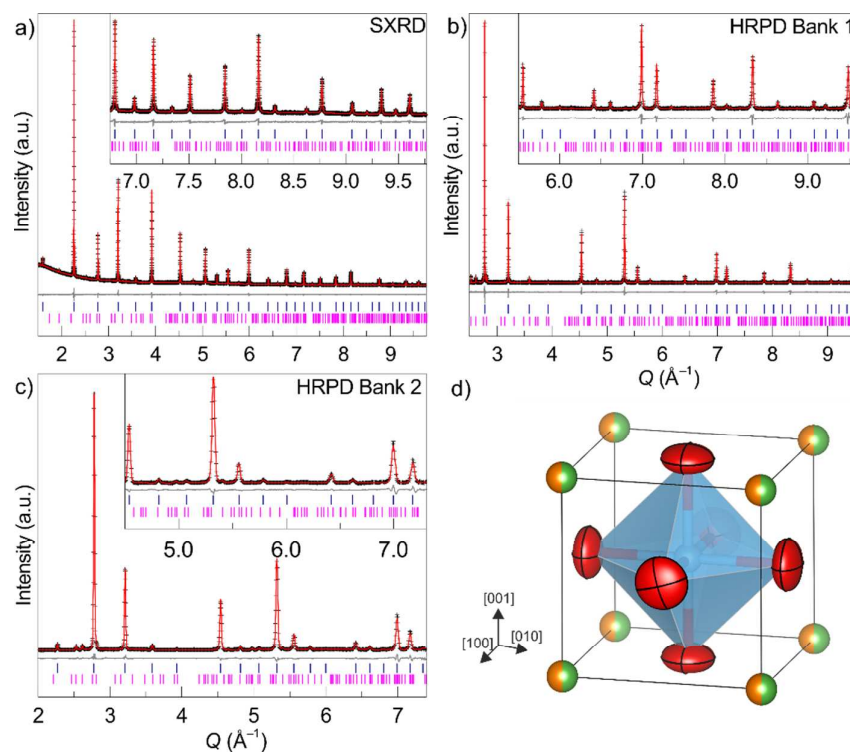 a)
SXRD
Intensity (a.u.)
7.0 7.5 8.0 8.5 9.0 9.5
2 3 4 5 6 7 8 9
Q (Å⁻¹)
b)
HRPD Bank 1
Intensity (a.u.)
6.0 7.0 8.0 9.0
3 4 5 6 7 8 9
Q (Å⁻¹)
c)
HRPD Bank 2
Intensity (a.u.)
5.0 6.0 7.0
2 3 4 5 6 7
Q (Å⁻¹)
d)
[001]
[100] [010]